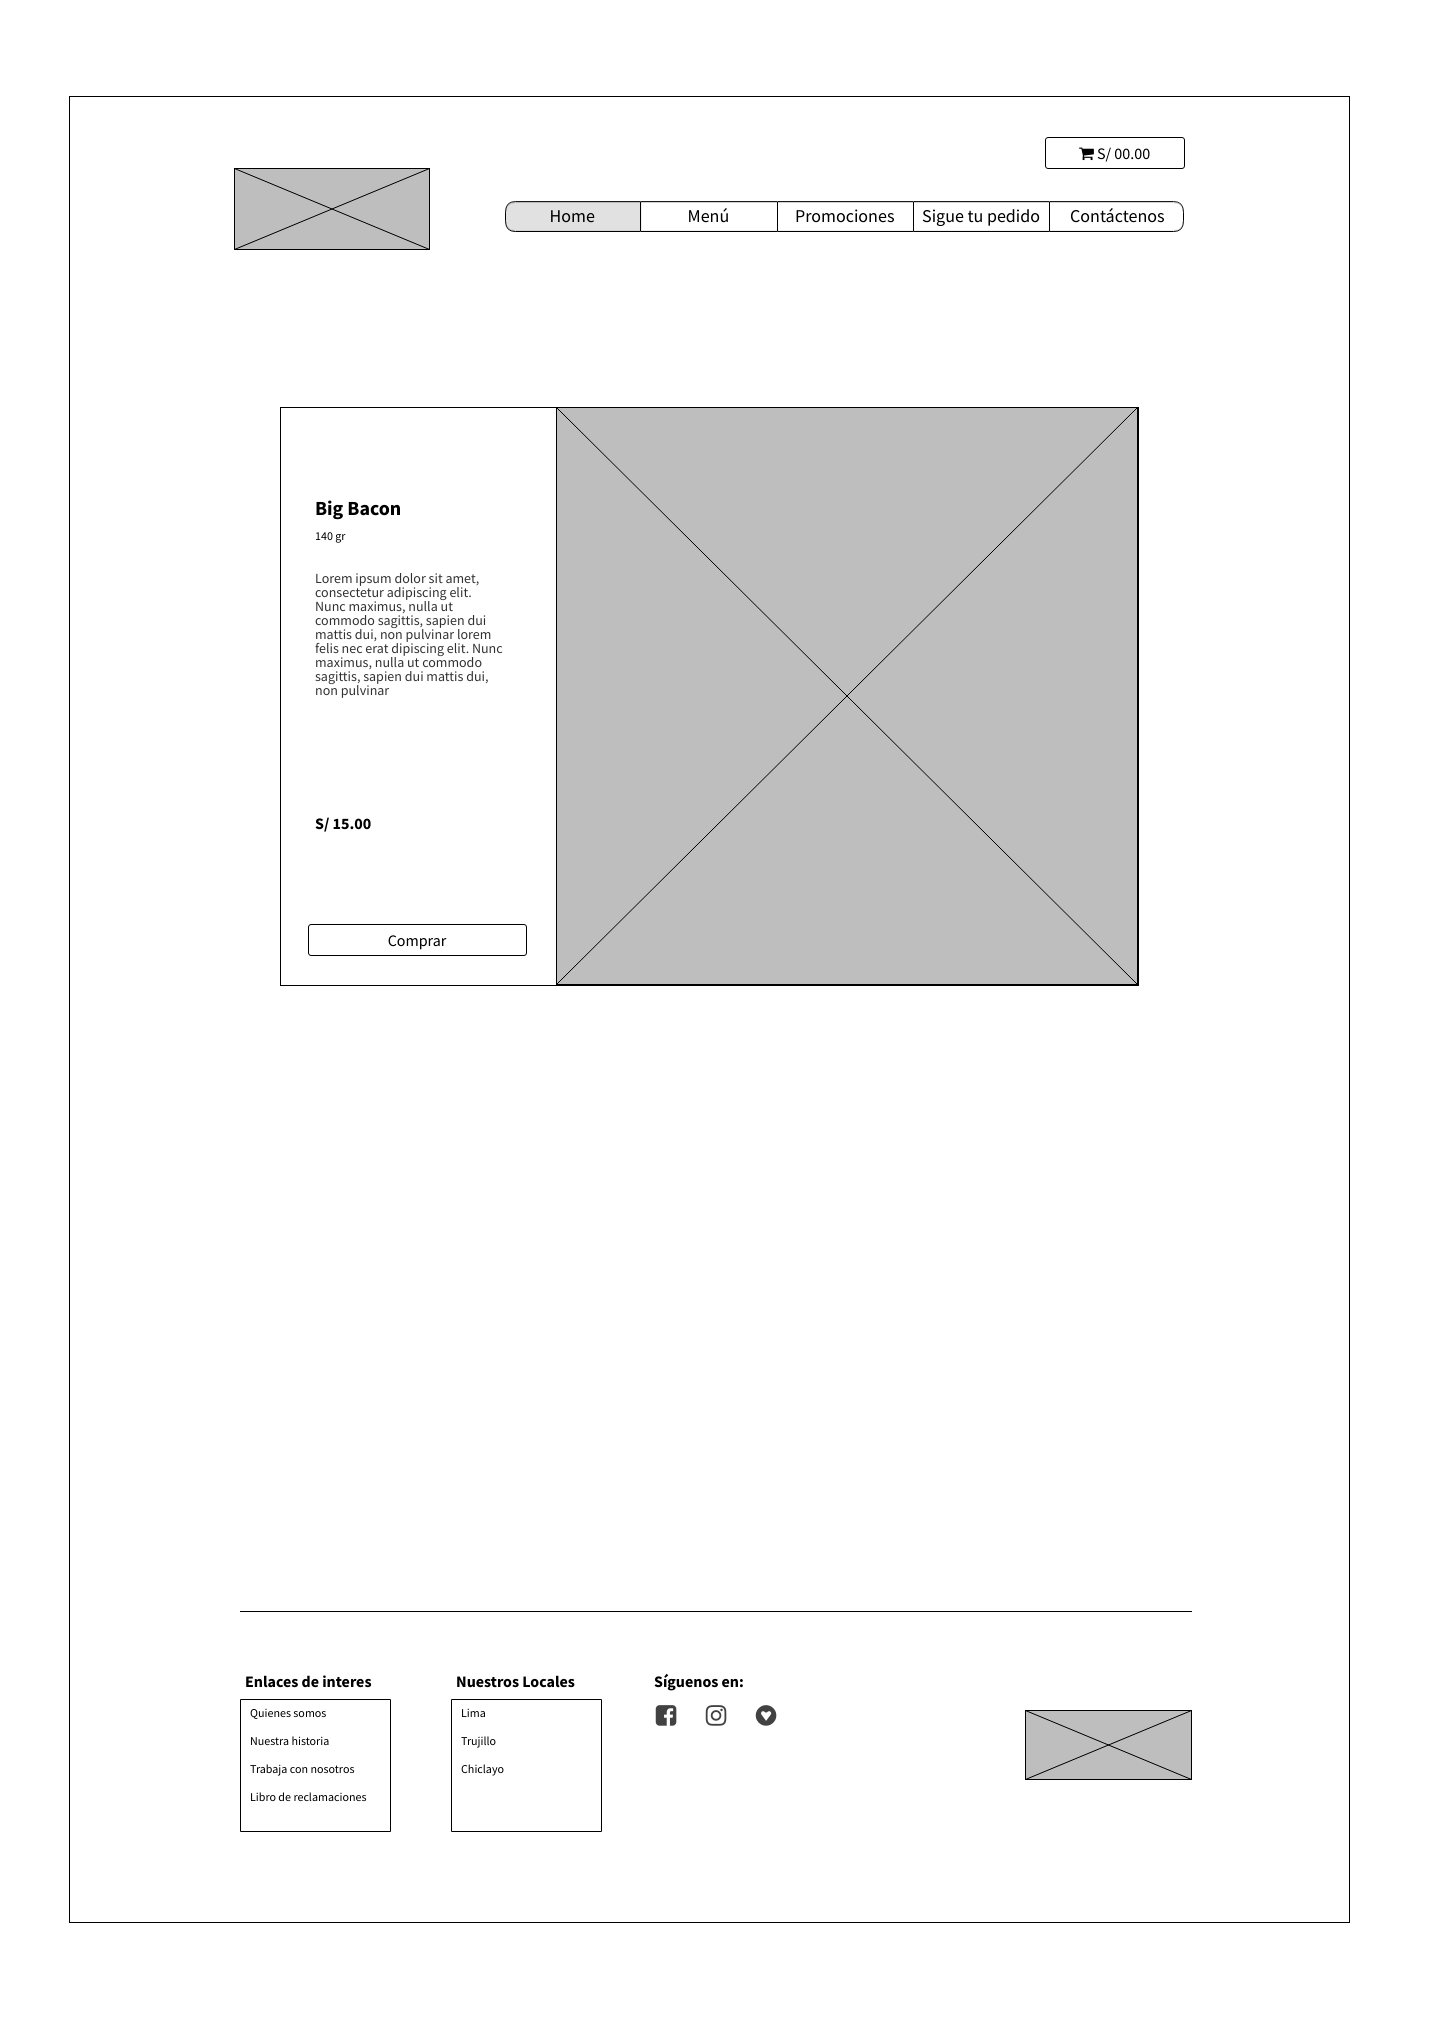 S/ 00.00
Home Menú Promociones Sigue tu pedido Contáctenos
Big Bacon
140 gr
Lorem ipsum dolor sit amet,
consectetur adipiscing elit.
Nunc maximus, nulla ut
commodo sagittis, sapien dui
mattis dui, non pulvinar lorem
felis nec erat dipiscing elit. Nunc
maximus, nulla ut commodo
sagittis, sapien dui mattis dui,
non pulvinar
S/ 15.00
Comprar
Enlaces de interes
Quienes somos
Nuestra historia
Trabaja con nosotros
Libro de reclamaciones
Nuestros Locales
Lima
Trujillo
Chiclayo
Síguenos en: